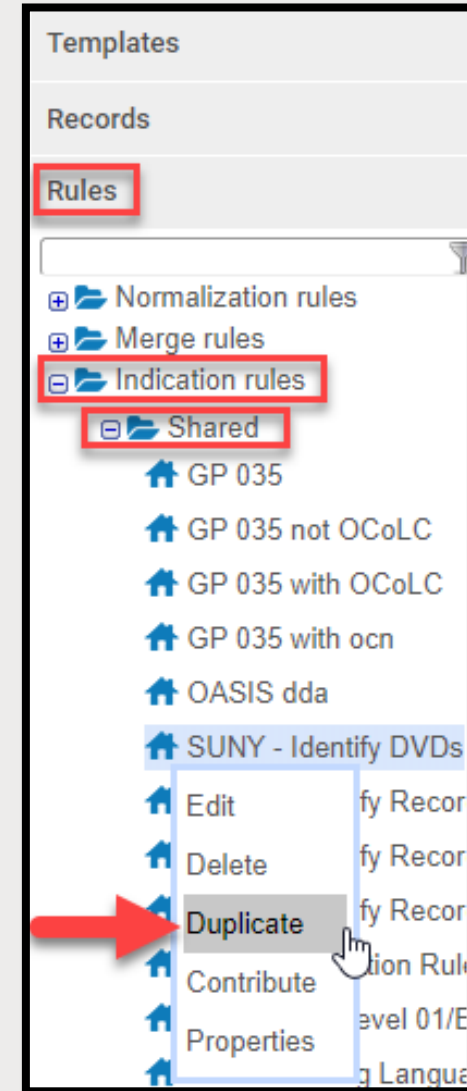 Templates
Records
Rules
Normalization rules
Merge rules
Indication rules
Shared
GP 035
GP 035 not OCoLC
GP 035 with OCoLC
GP 035 with ocn
OASIS dda
SUNY - Identify DVDs
Edit
Delete
Duplicate
Contribute
Properties